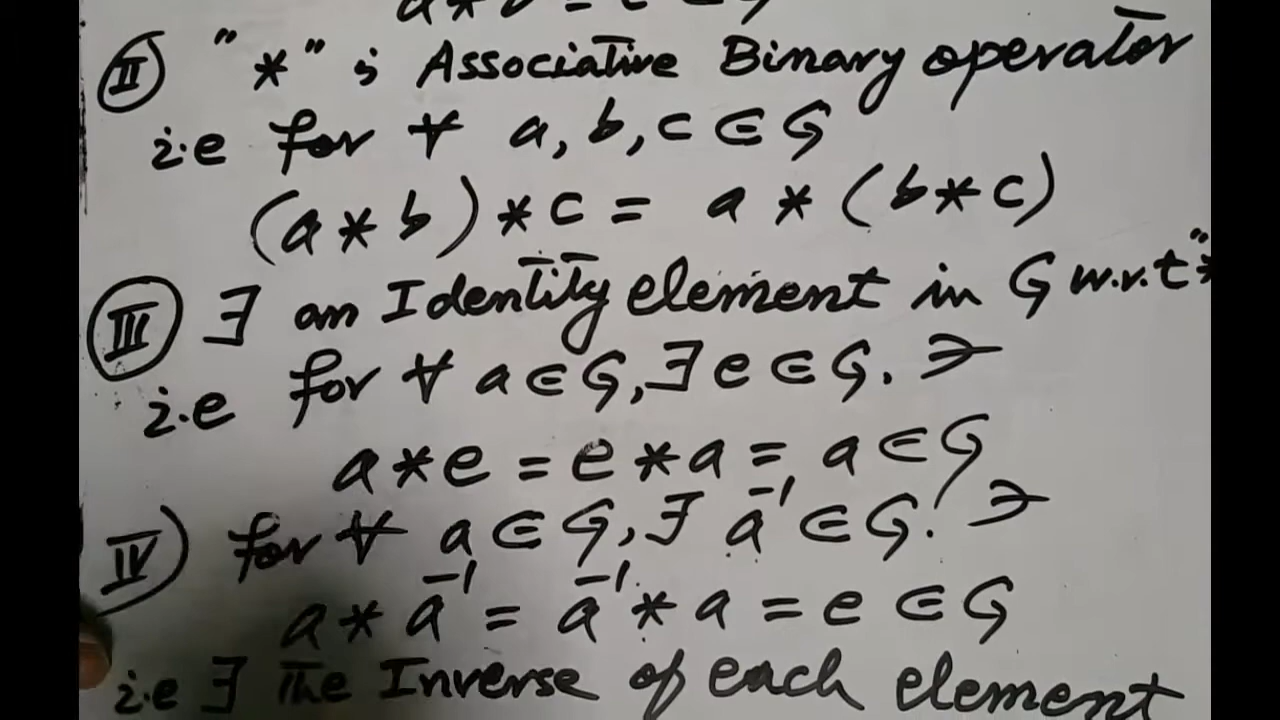 a * b = c ∈ G
II "*" is Associative Binary operator
i.e for ∀ a, b, c ∈ G
(a * b) * c = a * (b * c)
III ∃ an Identity element in G w.r.t "*
i.e for ∀ a ∈ G, ∃ e ∈ G. ∋
a * e = e * a = a ∈ G
IV) for ∀ a ∈ G, ∃ a⁻¹ ∈ G. ∋
a * a⁻¹ = a⁻¹ * a = e ∈ G
i.e ∃ The Inverse of each element